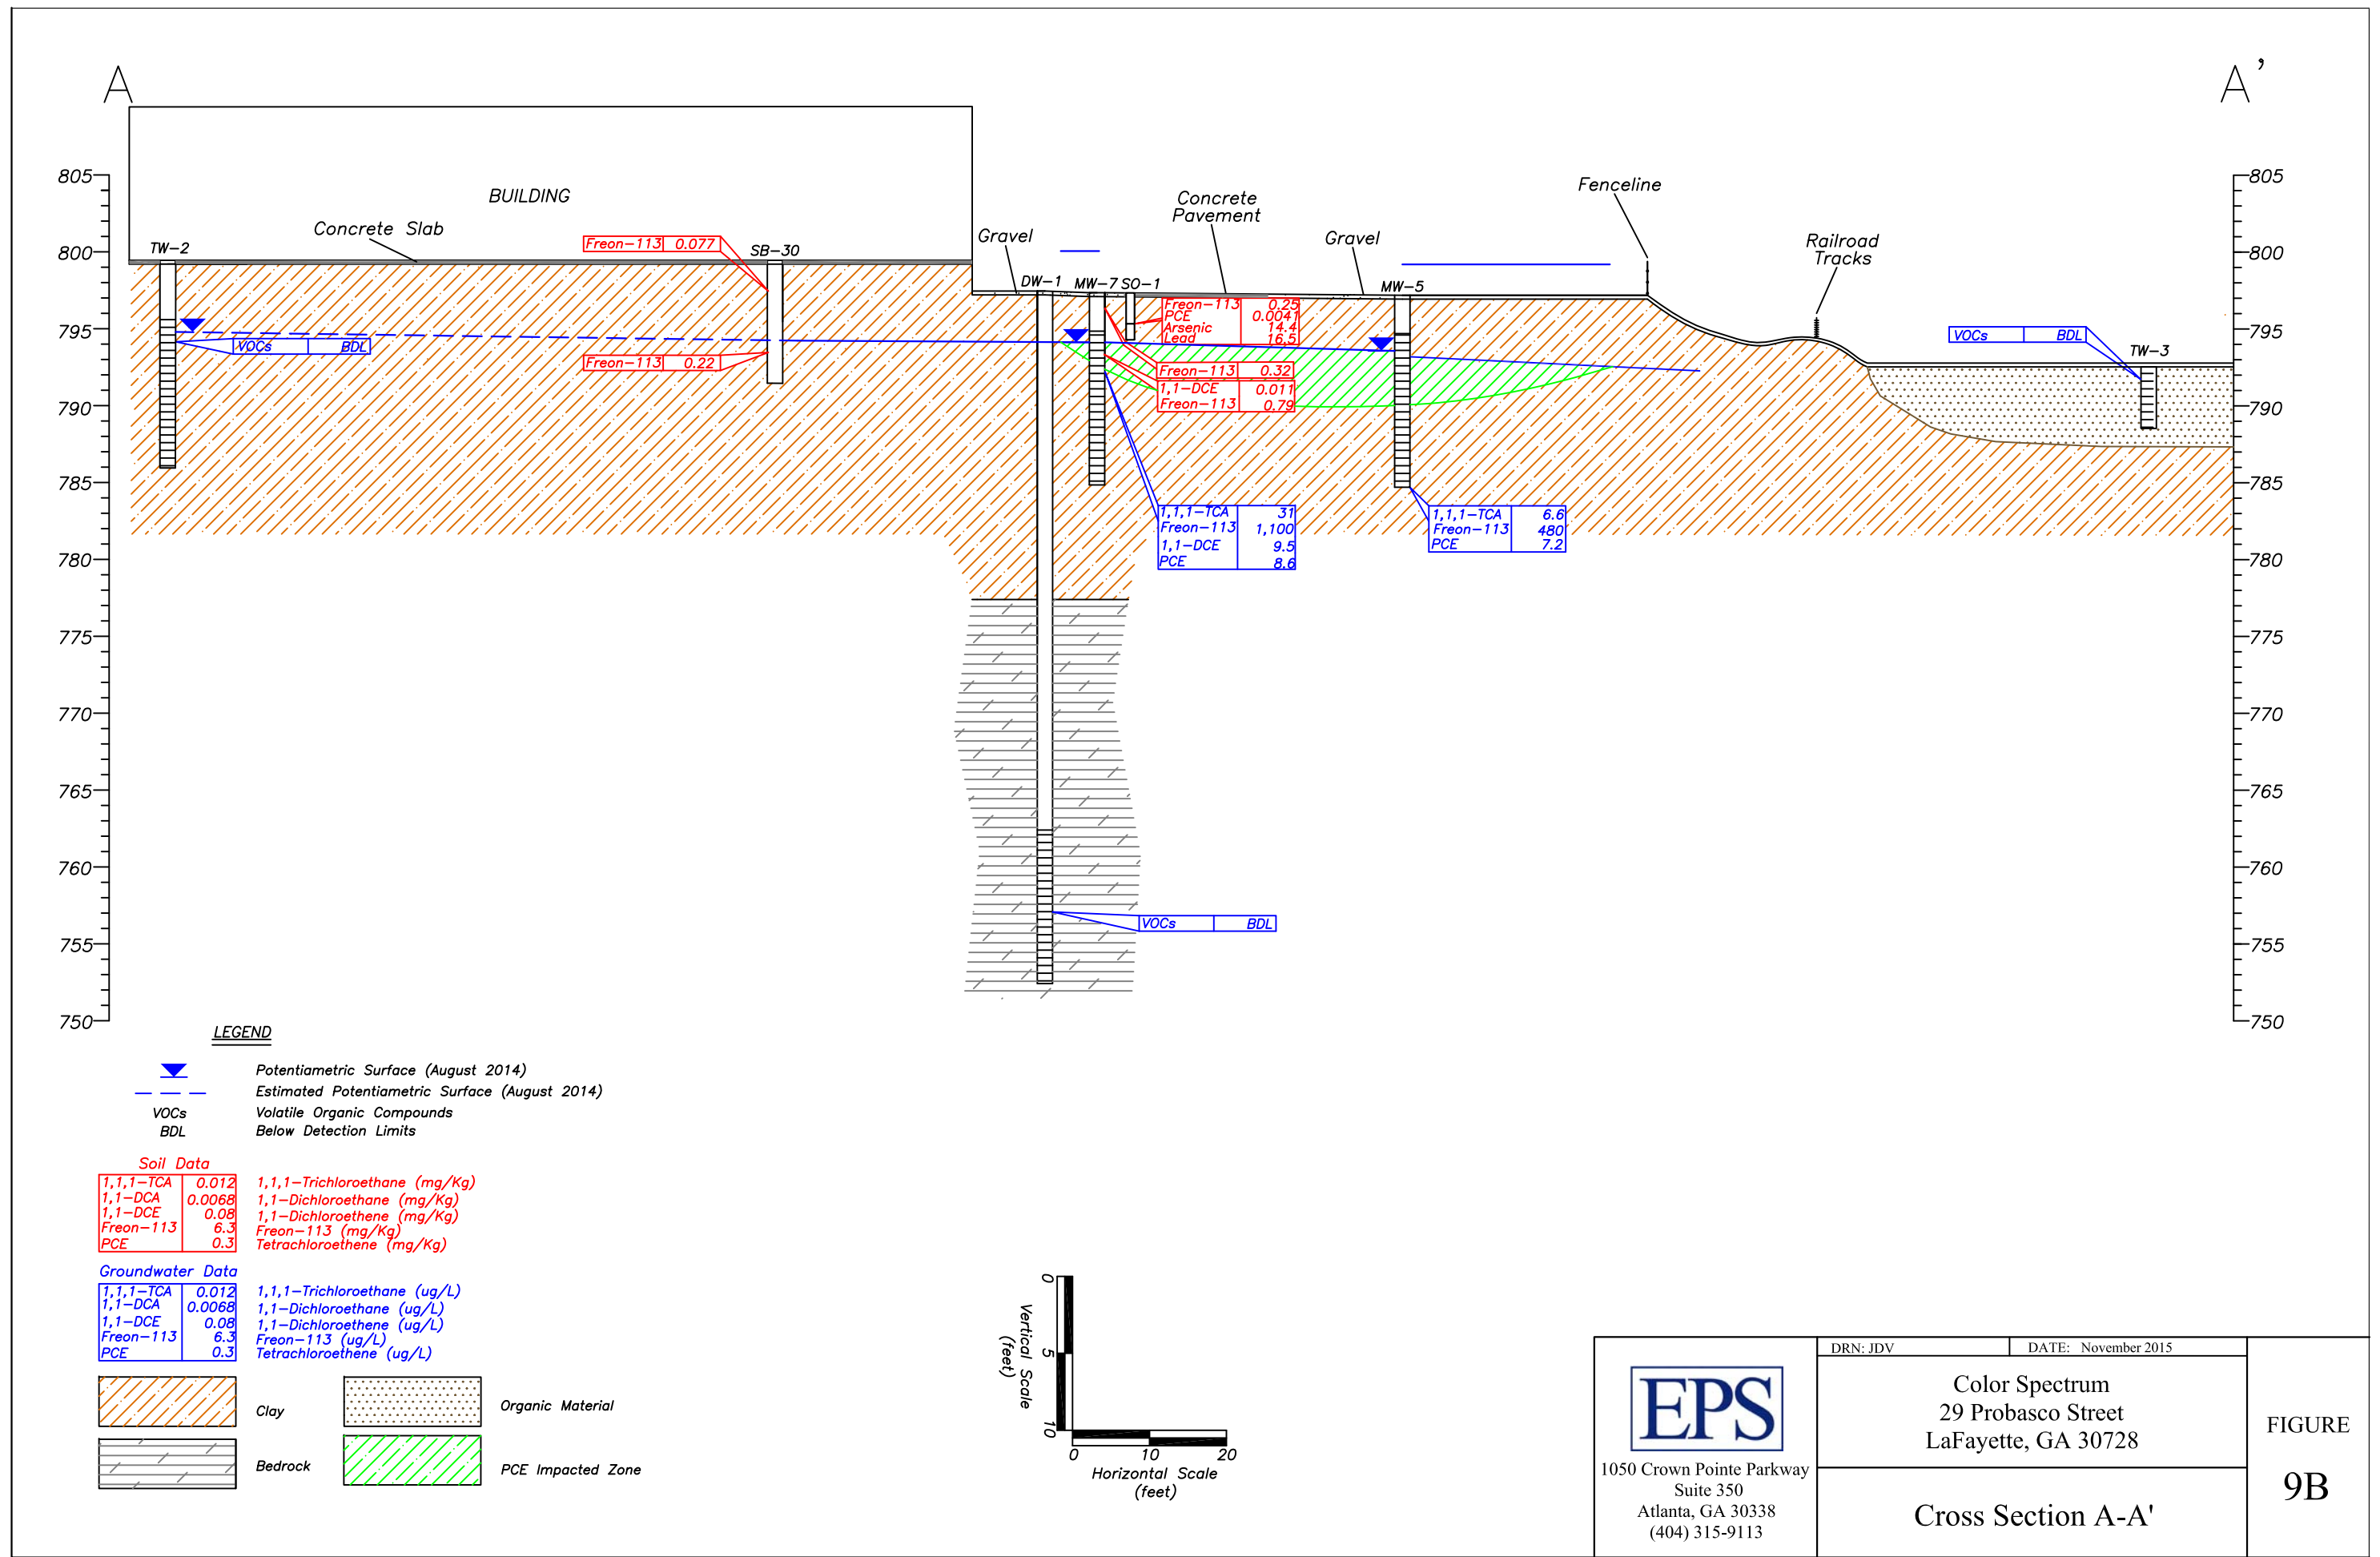 A
A'
805
805
BUILDING
Concrete Slab
TW-2
Freon-113 0.077
SB-30
Gravel
Concrete
Pavement
Gravel
Fenceline
Railroad
Tracks
800
800
DW-1
MW-7
SO-1
MW-5
Freon-113 0.25
PCE 0.0041
Arsenic 14.4
Lead 16.5
795
795
VOCs BDL
VOCs BDL
TW-3
Freon-113 0.22
Freon-113 0.32
1,1-DCE 0.011
Freon-113 0.79
790
790
785
785
1,1,1-TCA 31
Freon-113 1,100
1,1-DCE 9.5
PCE 8.6
1,1,1-TCA 6.6
Freon-113 480
PCE 7.2
780
780
775
775
770
770
765
765
760
760
VOCs BDL
755
755
750
750
LEGEND
Potentiametric Surface (August 2014)
Estimated Potentiametric Surface (August 2014)
VOCs Volatile Organic Compounds
BDL Below Detection Limits
Soil Data
1,1,1-TCA 0.012 1,1,1-Trichloroethane (mg/Kg)
1,1-DCA 0.0068 1,1-Dichloroethane (mg/Kg)
1,1-DCE 0.08 1,1-Dichloroethene (mg/Kg)
Freon-113 6.3 Freon-113 (mg/Kg)
PCE 0.3 Tetrachloroethene (mg/Kg)
Groundwater Data
1,1,1-TCA 0.012 1,1,1-Trichloroethane (ug/L)
1,1-DCA 0.0068 1,1-Dichloroethane (ug/L)
1,1-DCE 0.08 1,1-Dichloroethene (ug/L)
Freon-113 6.3 Freon-113 (ug/L)
PCE 0.3 Tetrachloroethene (ug/L)
Clay
Organic Material
Bedrock
PCE Impacted Zone
0 5 10
Vertical Scale
(feet)
0 10 20
Horizontal Scale
(feet)
EPS
1050 Crown Pointe Parkway
Suite 350
Atlanta, GA 30338
(404) 315-9113
DRN: JDV
DATE: November 2015
Color Spectrum
29 Probasco Street
LaFayette, GA 30728
Cross Section A-A'
FIGURE
9B